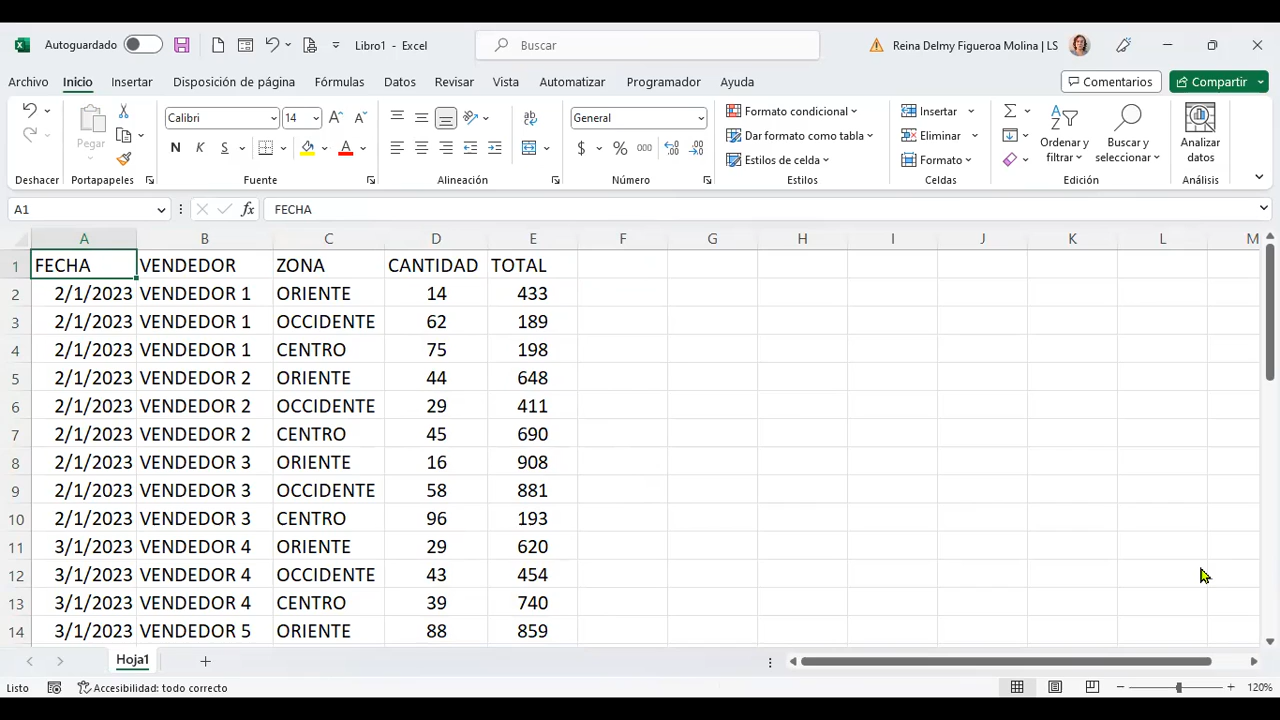 Autoguardado Libro1 - Excel Buscar Reina Delmy Figueroa Molina | LS
Archivo Inicio Insertar Disposición de página Fórmulas Datos Revisar Vista Automatizar Programador Ayuda Comentarios Compartir
Calibri 14 General
Pegar
N K S
$ % 000
Formato condicional
Dar formato como tabla
Estilos de celda
Insertar
Eliminar
Formato
Ordenar y
filtrar
Buscar y
seleccionar
Analizar
datos
Deshacer Portapapeles Fuente Alineación Número Estilos Celdas Edición Análisis
A1 fx FECHA
A B C D E F G H I J K L M
1 FECHA VENDEDOR ZONA CANTIDAD TOTAL
2 2/1/2023 VENDEDOR 1 ORIENTE 14 433
3 2/1/2023 VENDEDOR 1 OCCIDENTE 62 189
4 2/1/2023 VENDEDOR 1 CENTRO 75 198
5 2/1/2023 VENDEDOR 2 ORIENTE 44 648
6 2/1/2023 VENDEDOR 2 OCCIDENTE 29 411
7 2/1/2023 VENDEDOR 2 CENTRO 45 690
8 2/1/2023 VENDEDOR 3 ORIENTE 16 908
9 2/1/2023 VENDEDOR 3 OCCIDENTE 58 881
10 2/1/2023 VENDEDOR 3 CENTRO 96 193
11 3/1/2023 VENDEDOR 4 ORIENTE 29 620
12 3/1/2023 VENDEDOR 4 OCCIDENTE 43 454
13 3/1/2023 VENDEDOR 4 CENTRO 39 740
14 3/1/2023 VENDEDOR 5 ORIENTE 88 859
Hoja1
Listo Accesibilidad: todo correcto 120%